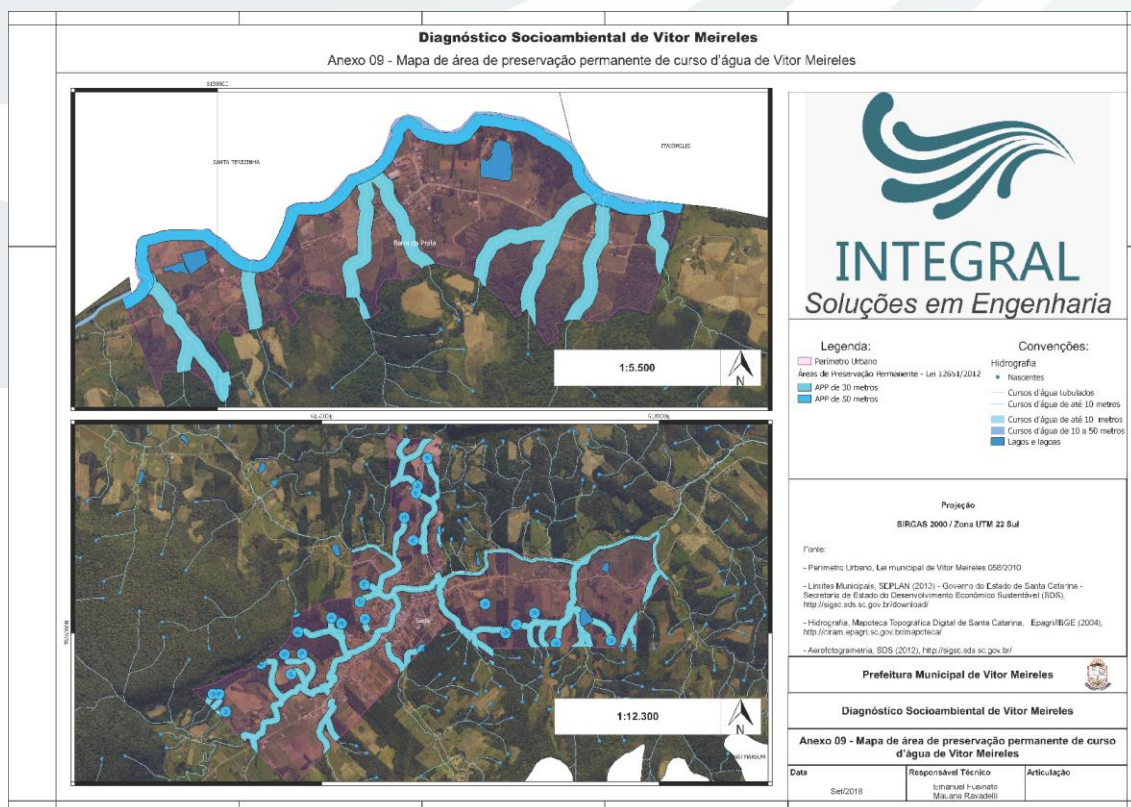 Diagnóstico Socioambiental de Vitor Meireles
Anexo 09 - Mapa de área de preservação permanente de curso d'água de Vitor Meireles
SANTA TEREZINHA
ITAIÓPOLIS
Barra da Prata
1:5.500
N
Sede
1:12.300
N
INTEGRAL
Soluções em Engenharia
Legenda:
Perímetro Urbano
Áreas de Preservação Permanente - Lei 12651/2012
APP de 30 metros
APP de 50 metros
Convenções:
Hidrografia
Nascentes
Cursos d'água tubulados
Cursos d'água de até 10 metros
Cursos d'água de até 10 metros
Cursos d'água de 10 a 50 metros
Lagos e lagoas
Projeção
SIRGAS 2000 / Zona UTM 22 Sul
Fonte:
- Perímetro Urbano, Lei municipal de Vitor Meireles 058/2010
- Limites Municipais, SEPLAN (2013) - Governo do Estado de Santa Catarina -
Secretaria de Estado do Desenvolvimento Econômico Sustentável (SDS),
http://sigsc.sds.sc.gov.br/download/
- Hidrografia, Mapoteca Topográfica Digital de Santa Catarina, Epagri/IBGE (2004),
http://ciram.epagri.sc.gov.br/mapoteca/
- Aerofotogrametria, SDS (2012), http://sigsc.sds.sc.gov.br/
Prefeitura Municipal de Vitor Meireles
Diagnóstico Socioambiental de Vitor Meireles
Anexo 09 - Mapa de área de preservação permanente de curso
d'água de Vitor Meireles
Data
Set/2018
Responsável Técnico
Emanuel Fusinato
Mauana Ravadelli
Articulação